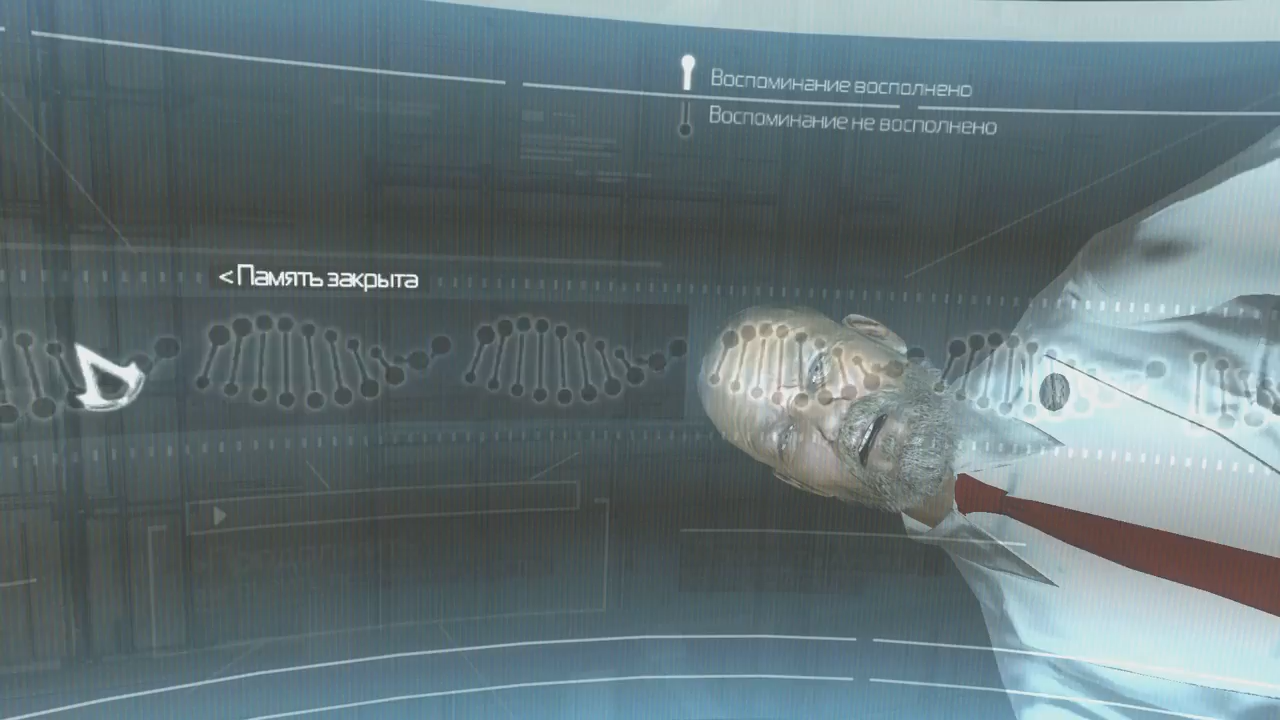 Воспоминание восполнено
Воспоминание не восполнено
< Память закрыта